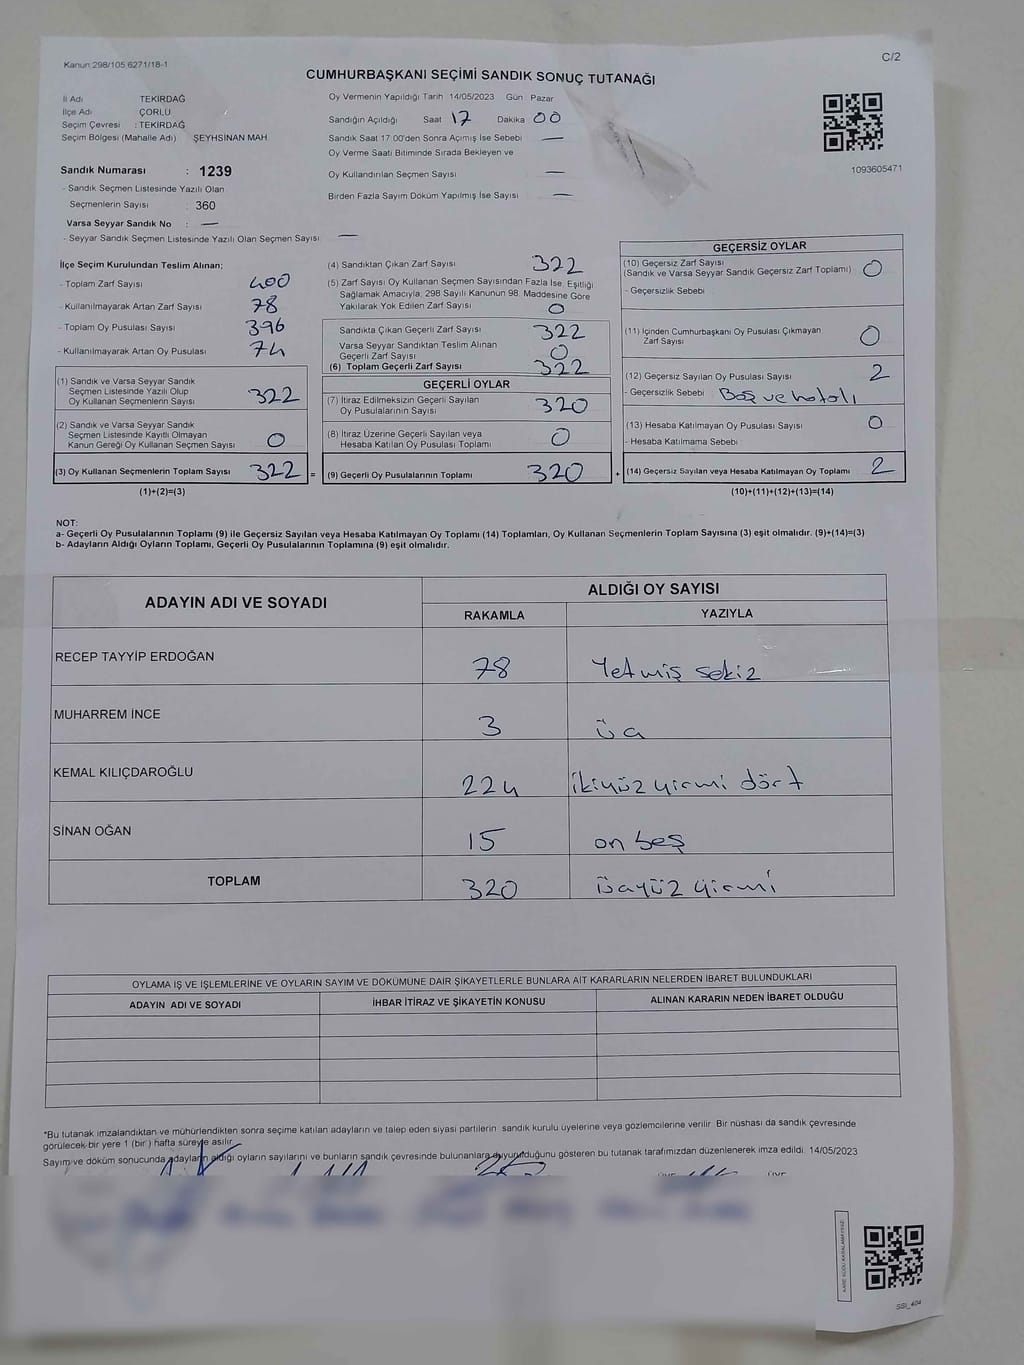 Kanun:298/105 6271/18-1
C/2
CUMHURBAŞKANI SEÇİMİ SANDIK SONUÇ TUTANAĞI
İl Adı TEKİRDAĞ
İlçe Adı : ÇORLU
Seçim Çevresi : TEKİRDAĞ
Seçim Bölgesi (Mahalle Adı) ŞEYHSİNAN MAH.
Sandık Numarası : 1239
- Sandık Seçmen Listesinde Yazılı Olan
Seçmenlerin Sayısı : 360
Varsa Seyyar Sandık No : —
- Seyyar Sandık Seçmen Listesinde Yazılı Olan Seçmen Sayısı —
Oy Vermenin Yapıldığı Tarih 14/05/2023 Gün Pazar
Sandığın Açıldığı Saat 17 Dakika 00
Sandık Saat 17:00'den Sonra Açımış İse Sebebi —
Oy Verme Saati Bitiminde Sırada Bekleyen ve
Oy Kullandırılan Seçmen Sayısı —
Birden Fazla Sayım Döküm Yapılmış İse Sayısı —
1093605471
İlçe Seçim Kurulundan Teslim Alınan;
- Toplam Zarf Sayısı 400
- Kullanılmayarak Artan Zarf Sayısı 78
- Toplam Oy Pusulası Sayısı 396
- Kullanılmayarak Artan Oy Pusulası 74
(1) Sandık ve Varsa Seyyar Sandık
Seçmen Listesinde Yazılı Olup
Oy Kullanan Seçmenlerin Sayısı 322
(2) Sandık ve Varsa Seyyar Sandık
Seçmen Listesinde Kayıtlı Olmayan
Kanun Gereği Oy Kullanan Seçmen Sayısı 0
(3) Oy Kullanan Seçmenlerin Toplam Sayısı 322 =
(1)+(2)=(3)
(4) Sandıktan Çıkan Zarf Sayısı 322
(5) Zarf Sayısı Oy Kullanan Seçmen Sayısından Fazla İse, Eşitliği
Sağlamak Amacıyla, 298 Sayılı Kanunun 98. Maddesine Göre
Yakılarak Yok Edilen Zarf Sayısı 0
Sandıkta Çıkan Geçerli Zarf Sayısı 322
Varsa Seyyar Sandıktan Teslim Alınan
Geçerli Zarf Sayısı 0
(6) Toplam Geçerli Zarf Sayısı 322
GEÇERLİ OYLAR
(7) İtiraz Edilmeksizin Geçerli Sayılan
Oy Pusulalarının Sayısı 320
(8) İtiraz Üzerine Geçerli Sayılan veya
Hesaba Katılan Oy Pusulası Toplamı 0
(9) Geçerli Oy Pusulalarının Toplamı 320 +
GEÇERSİZ OYLAR
(10) Geçersiz Zarf Sayısı
(Sandık ve Varsa Seyyar Sandık Geçersiz Zarf Toplamı) 0
- Geçersizlik Sebebi
(11) İçinden Cumhurbaşkanı Oy Pusulası Çıkmayan
Zarf Sayısı 0
(12) Geçersiz Sayılan Oy Pusulası Sayısı 2
- Geçersizlik Sebebi Boş ve hatalı
(13) Hesaba Katılmayan Oy Pusulası Sayısı 0
- Hesaba Katılmama Sebebi
(14) Geçersiz Sayılan veya Hesaba Katılmayan Oy Toplamı 2
(10)+(11)+(12)+(13)=(14)
NOT:
a- Geçerli Oy Pusulalarının Toplamı (9) ile Geçersiz Sayılan veya Hesaba Katılmayan Oy Toplamı (14) Toplamları, Oy Kullanan Seçmenlerin Toplam Sayısına (3) eşit olmalıdır. (9)+(14)=(3)
b- Adayların Aldığı Oyların Toplamı, Geçerli Oy Pusulalarının Toplamına (9) eşit olmalıdır.
ADAYIN ADI VE SOYADI
ALDIĞI OY SAYISI
RAKAMLA YAZIYLA
RECEP TAYYİP ERDOĞAN 78 Yetmiş sekiz
MUHARREM İNCE 3 üç
KEMAL KILIÇDAROĞLU 224 ikiyüz yirmi dört
SİNAN OĞAN 15 on beş
TOPLAM 320 üçyüz yirmi
OYLAMA İŞ VE İŞLEMLERİNE VE OYLARIN SAYIM VE DÖKÜMÜNE DAİR ŞİKAYETLERLE BUNLARA AİT KARARLARIN NELERDEN İBARET BULUNDUKLARI
ADAYIN ADI VE SOYADI
İHBAR İTİRAZ VE ŞİKAYETİN KONUSU
ALINAN KARARIN NEDEN İBARET OLDUĞU
*Bu tutanak imzalandıktan ve mühürlendikten sonra seçime katılan adayların ve talep eden siyasi partilerin sandık kurulu üyelerine veya gözlemcilerine verilir. Bir nüshası da sandık çevresinde
görülecek bir yere 1 (bir ) hafta süreyle asılır.
Sayım ve döküm sonucunda adayların aldığı oyların sayılarını ve bunların sandık çevresinde bulunanlara duyurulduğunu gösteren bu tutanak tarafımızdan düzenlenerek imza edildi. 14/05/2023
KARE KODU KARALAMAYINIZ!
SSI_404